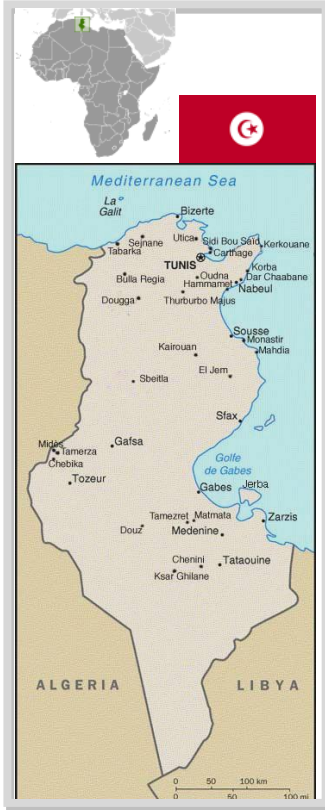 Mediterranean Sea
La
Galit
Bizerte
Utica
Sidi Bou Said
Kerkouane
Sejnane
Carthage
Tabarka
TUNIS
Korba
Bulla Regia
Oudna
Dar Chaabane
Hammamet
Nabeul
Dougga
Thurburbo Majus
Sousse
Monastir
Kairouan
Mahdia
El Jem
Sbeitla
Sfax
Midès
Gafsa
Tamerza
Golfe
de Gabes
Chebika
Tozeur
Gabes
Jerba
Tamezret
Matmata
Zarzis
Douz
Medenine
Chenini
Tataouine
Ksar Ghilane
ALGERIA
LIBYA
0 50 100 km
0 50 100 mi